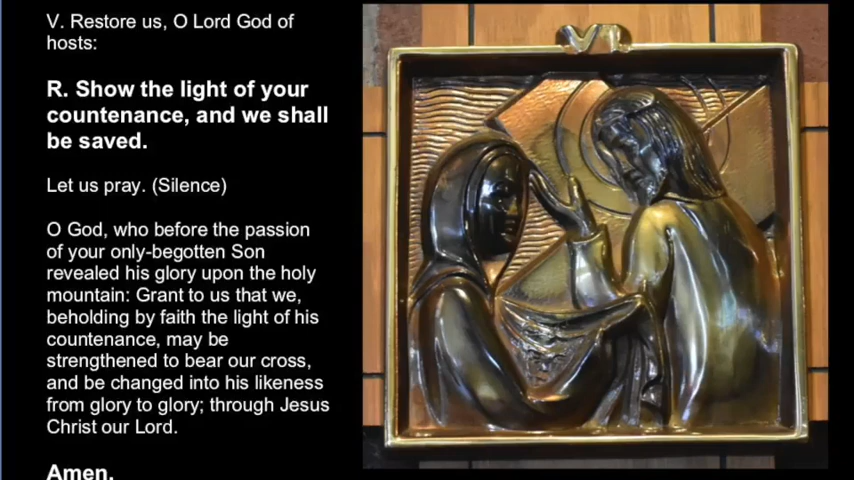 V. Restore us, O Lord God of
hosts:
R. Show the light of your
countenance, and we shall
be saved.
Let us pray. (Silence)
O God, who before the passion
of your only-begotten Son
revealed his glory upon the holy
mountain: Grant to us that we,
beholding by faith the light of his
countenance, may be
strengthened to bear our cross,
and be changed into his likeness
from glory to glory; through Jesus
Christ our Lord.
Amen.
VI